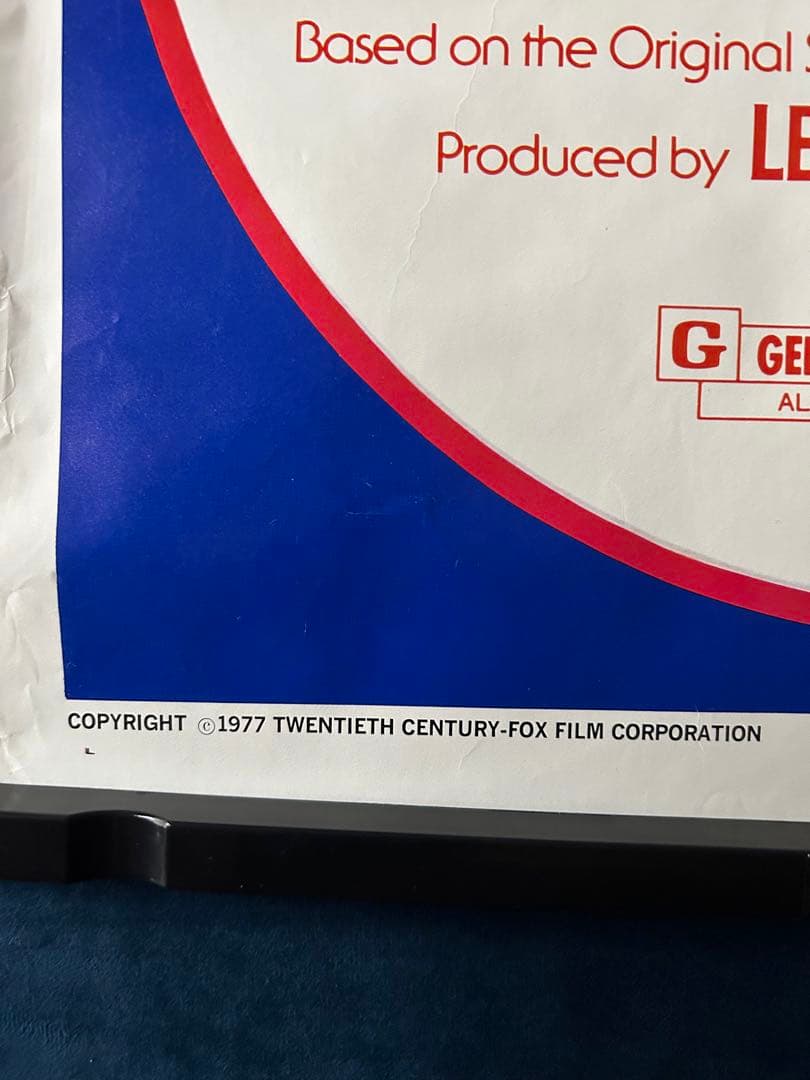 Based on the Original
Produced by LE
G GE
AL
COPYRIGHT ©1977 TWENTIETH CENTURY-FOX FILM CORPORATION